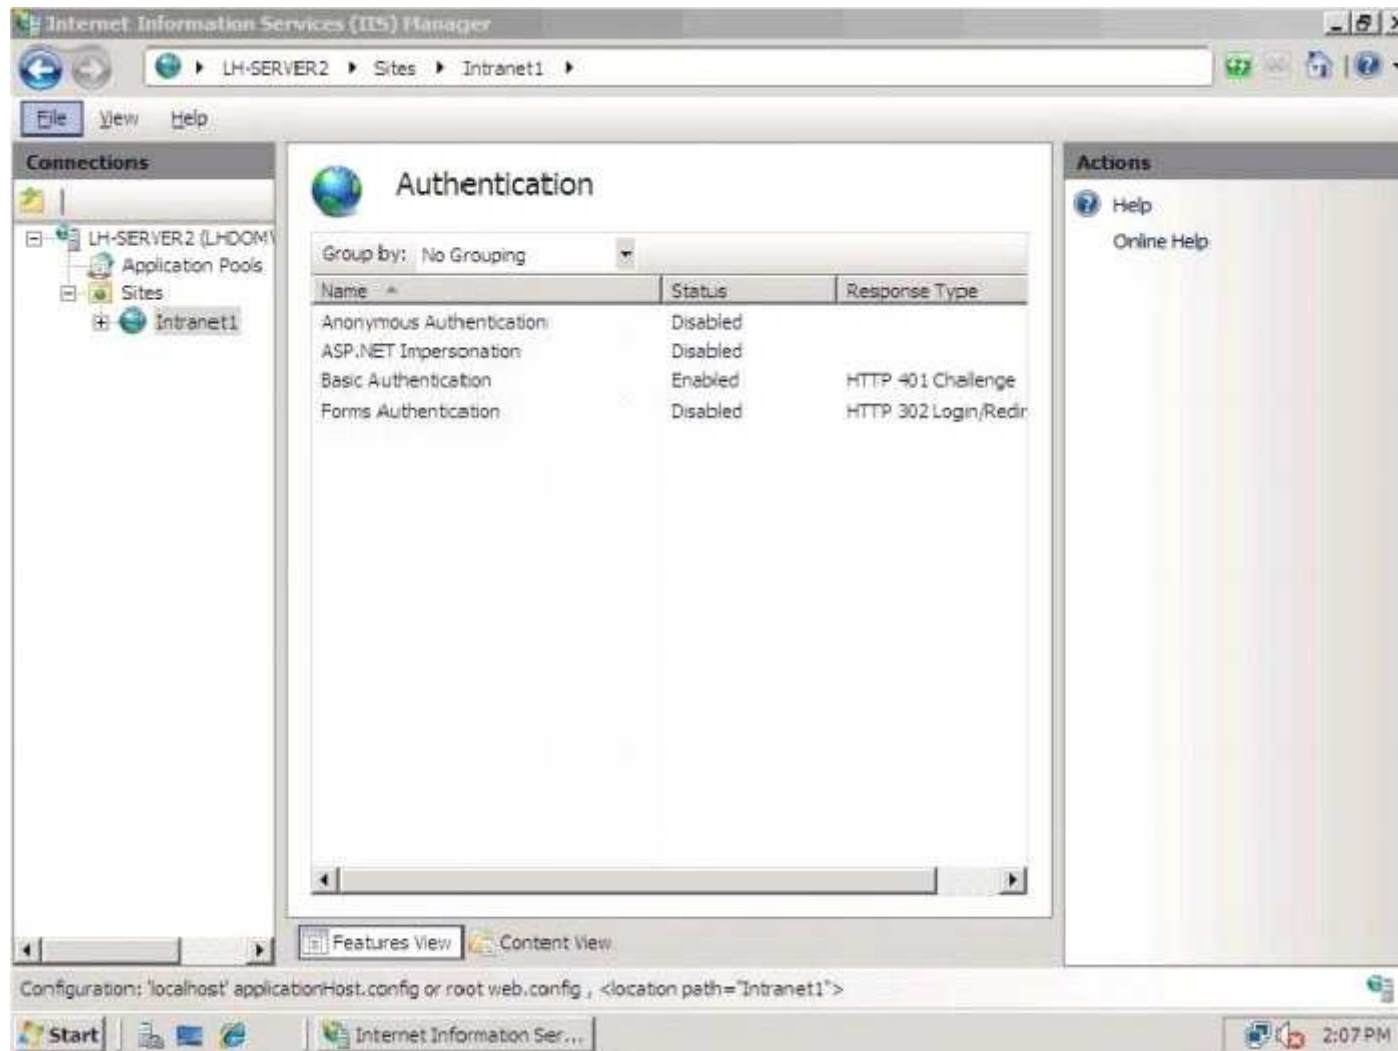 Internet Information Services (IIS) Manager
LH-SERVER2 Sites Intranet1
File View Help
Connections
LH-SERVER2 (LHDOM\
Application Pools
Sites
Intranet1
Authentication
Group by: No Grouping
Name Status Response Type
Anonymous Authentication Disabled
ASP.NET Impersonation Disabled
Basic Authentication Enabled HTTP 401 Challenge
Forms Authentication Disabled HTTP 302 Login/Redir
Features View Content View
Actions
Help
Online Help
Configuration: 'localhost' applicationHost.config or root web.config , <location path="Intranet1">
Start Internet Information Ser... 2:07 PM